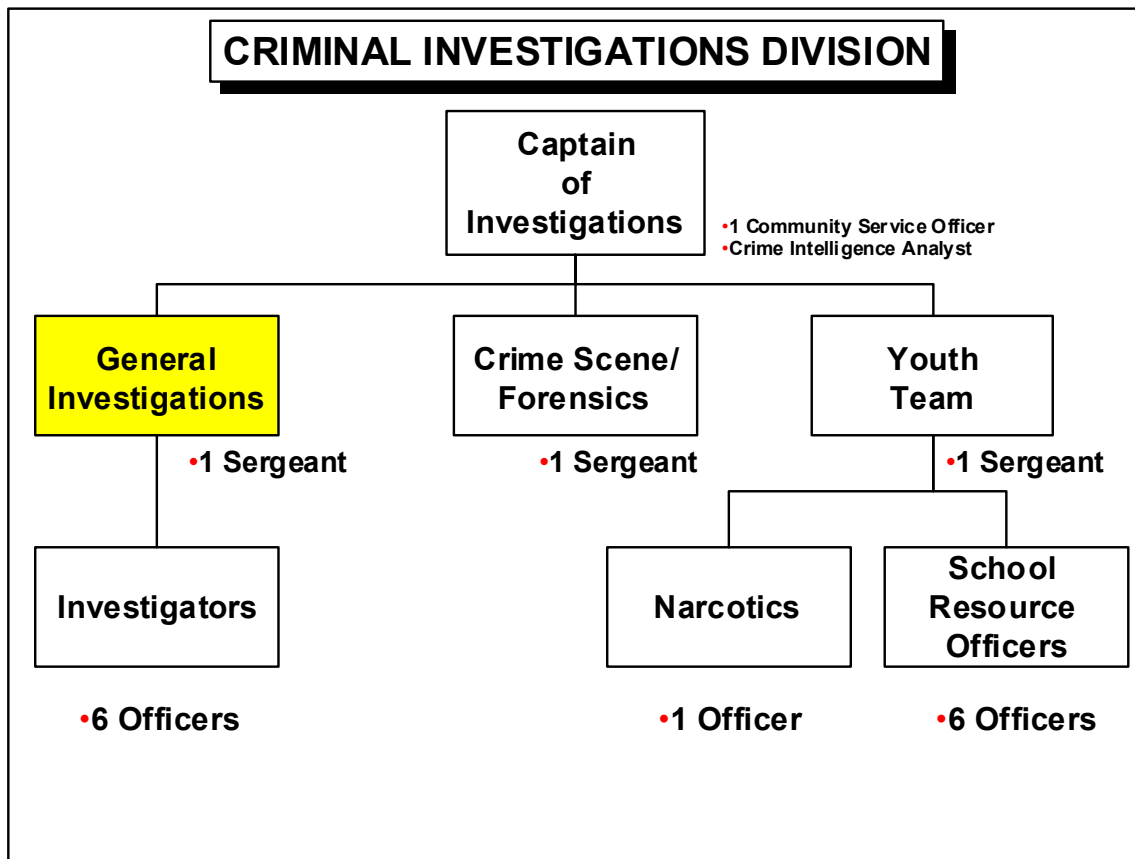 CRIMINAL INVESTIGATIONS DIVISION
Captain
of
Investigations
•1 Community Service Officer
•Crime Intelligence Analyst
General
Investigations
•1 Sergeant
Crime Scene/
Forensics
•1 Sergeant
Youth
Team
•1 Sergeant
Investigators
•6 Officers
Narcotics
•1 Officer
School
Resource
Officers
•6 Officers